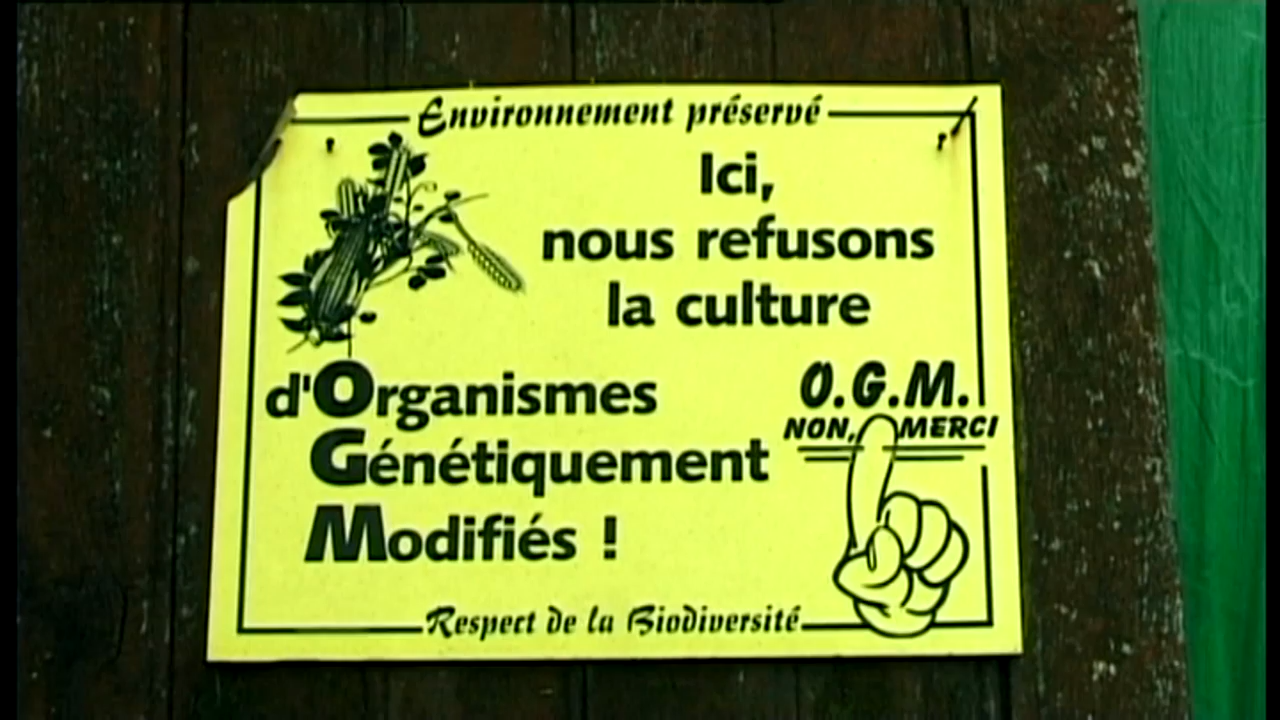 Environnement préservé
Ici,
nous refusons
la culture
d'Organismes
Génétiquement
Modifiés !
O.G.M.
NON, MERCI
Respect de la Biodiversité